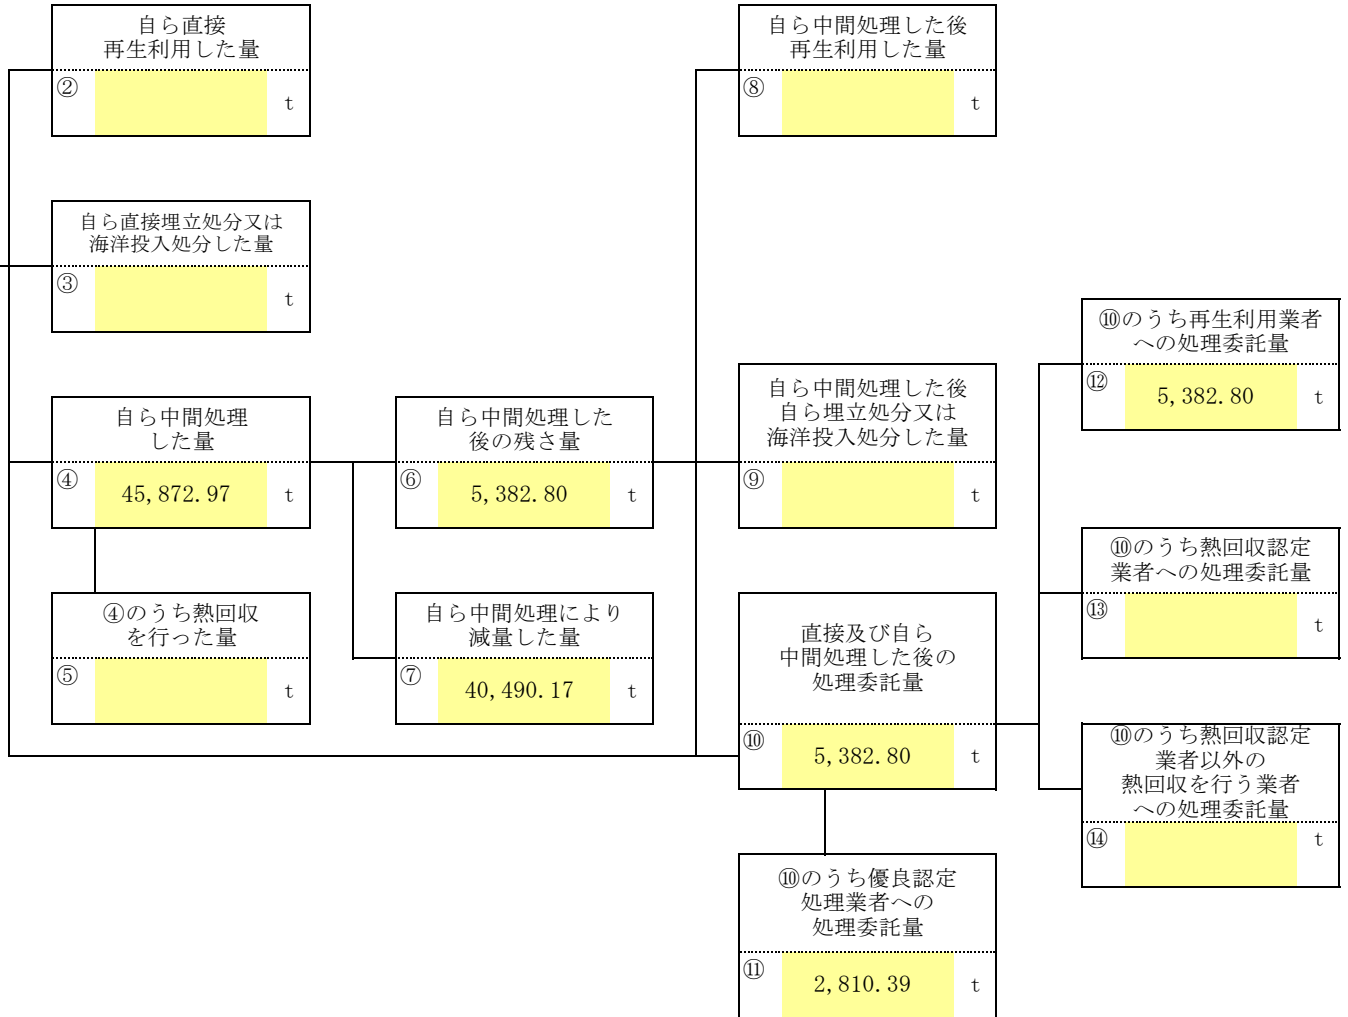 自ら直接
再生利用した量
②
t
自ら中間処理した後
再生利用した量
⑧
t
自ら直接埋立処分又は
海洋投入処分した量
③
t
⑩のうち再生利用業者
への処理委託量
⑫ 5,382.80 t
自ら中間処理した後
自ら埋立処分又は
海洋投入処分した量
⑨
t
自ら中間処理
した量
④ 45,872.97 t
自ら中間処理した
後の残さ量
⑥ 5,382.80 t
⑩のうち熱回収認定
業者への処理委託量
⑬
t
④のうち熱回収
を行った量
⑤
t
自ら中間処理により
減量した量
⑦ 40,490.17 t
直接及び自ら
中間処理した後の
処理委託量
⑩ 5,382.80 t
⑩のうち熱回収認定
業者以外の
熱回収を行う業者
への処理委託量
⑭ t
⑩のうち優良認定
処理業者への
処理委託量
⑪ 2,810.39 t